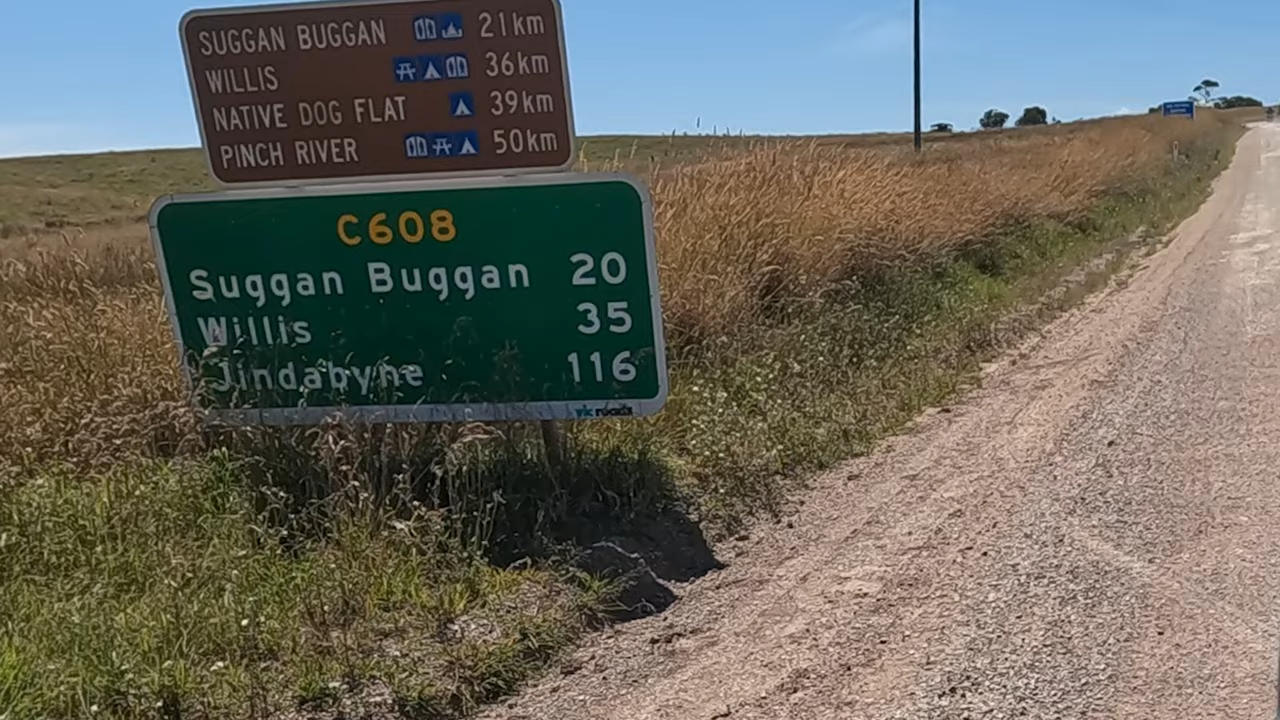 SUGGAN BUGGAN 21km
WILLIS 36km
NATIVE DOG FLAT 39km
PINCH RIVER 50km
C608
Suggan Buggan 20
Willis 35
Jindabyne 116
vic roads